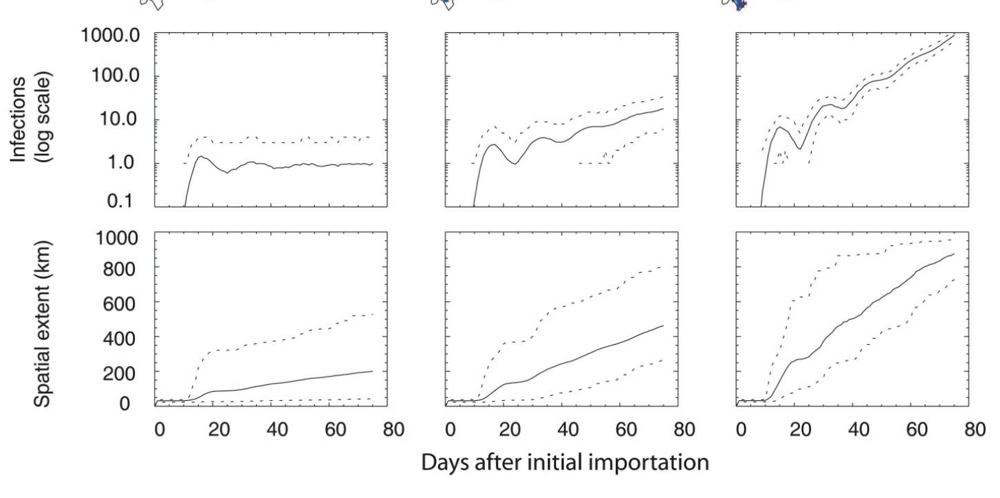 Infections
(log scale)
1000.0
100.0
10.0
1.0
0.1
Spatial extent (km)
1000
800
600
400
200
0
0 20 40 60 80
0 20 40 60 80
0 20 40 60 80
Days after initial importation